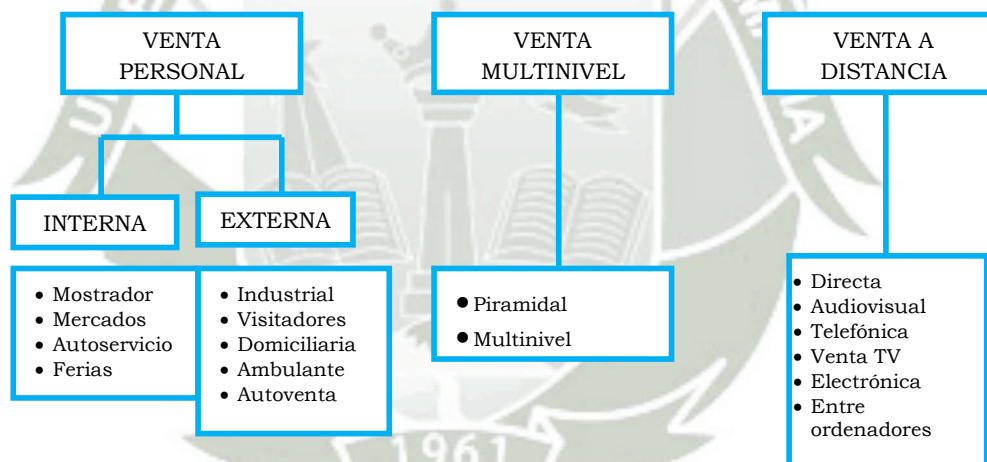 VENTA
PERSONAL
VENTA
MULTINIVEL
VENTA A
DISTANCIA
INTERNA
EXTERNA
• Mostrador
• Mercados
• Autoservicio
• Ferias
• Industrial
• Visitadores
• Domiciliaria
• Ambulante
• Autoventa
• Piramidal
• Multinivel
• Directa
• Audiovisual
• Telefónica
• Venta TV
• Electrónica
• Entre
ordenadores
1961